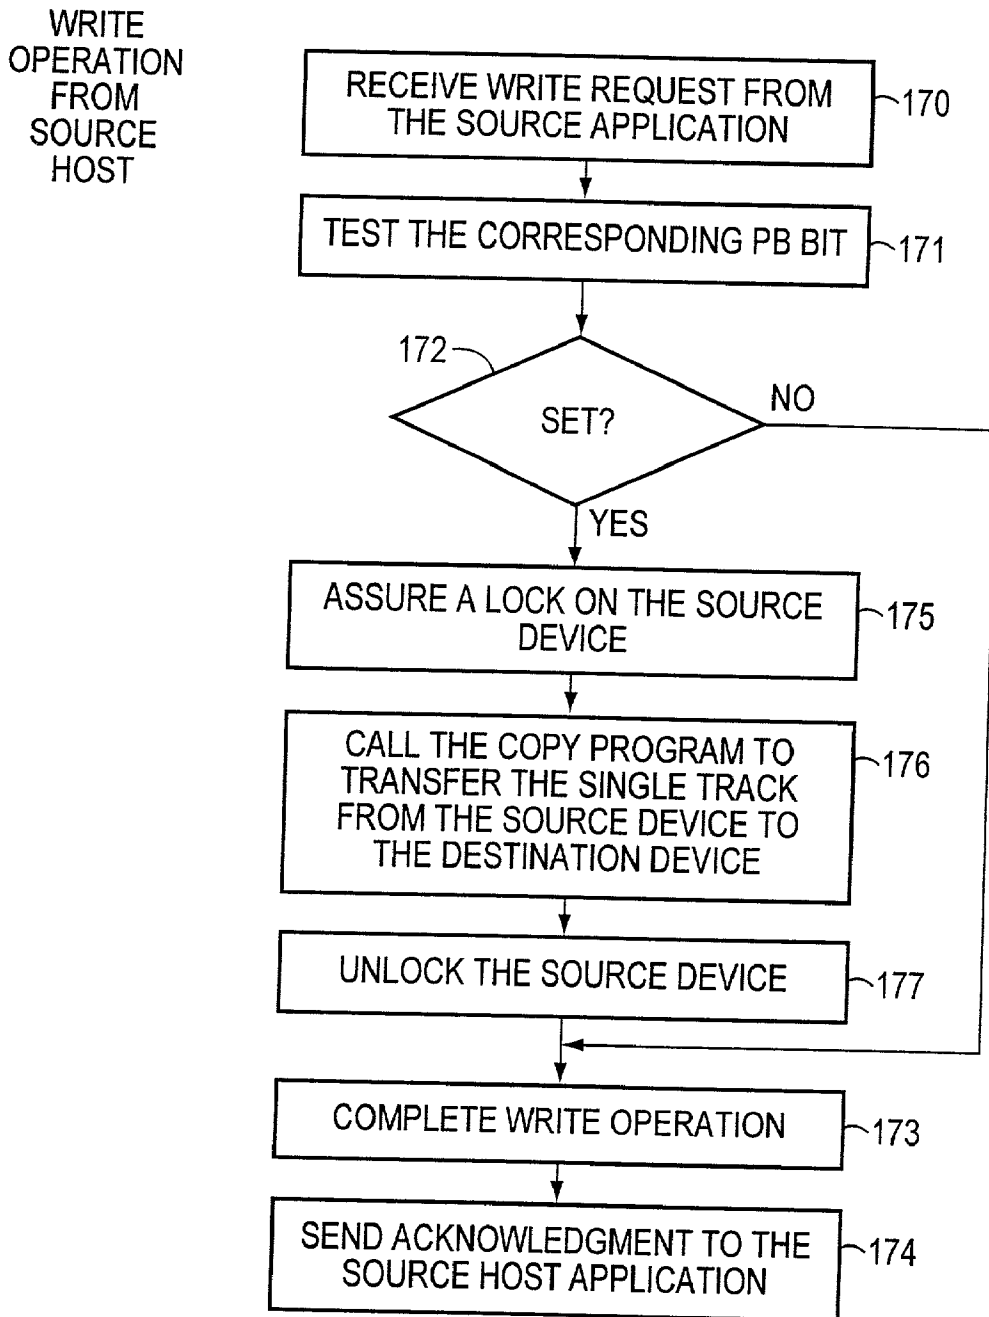 WRITE
OPERATION
FROM
SOURCE
HOST
RECEIVE WRITE REQUEST FROM
THE SOURCE APPLICATION
170
TEST THE CORRESPONDING PB BIT
171
172
SET?
NO
YES
ASSURE A LOCK ON THE SOURCE
DEVICE
175
CALL THE COPY PROGRAM TO
TRANSFER THE SINGLE TRACK
FROM THE SOURCE DEVICE TO
THE DESTINATION DEVICE
176
UNLOCK THE SOURCE DEVICE
177
COMPLETE WRITE OPERATION
173
SEND ACKNOWLEDGMENT TO THE
SOURCE HOST APPLICATION
174